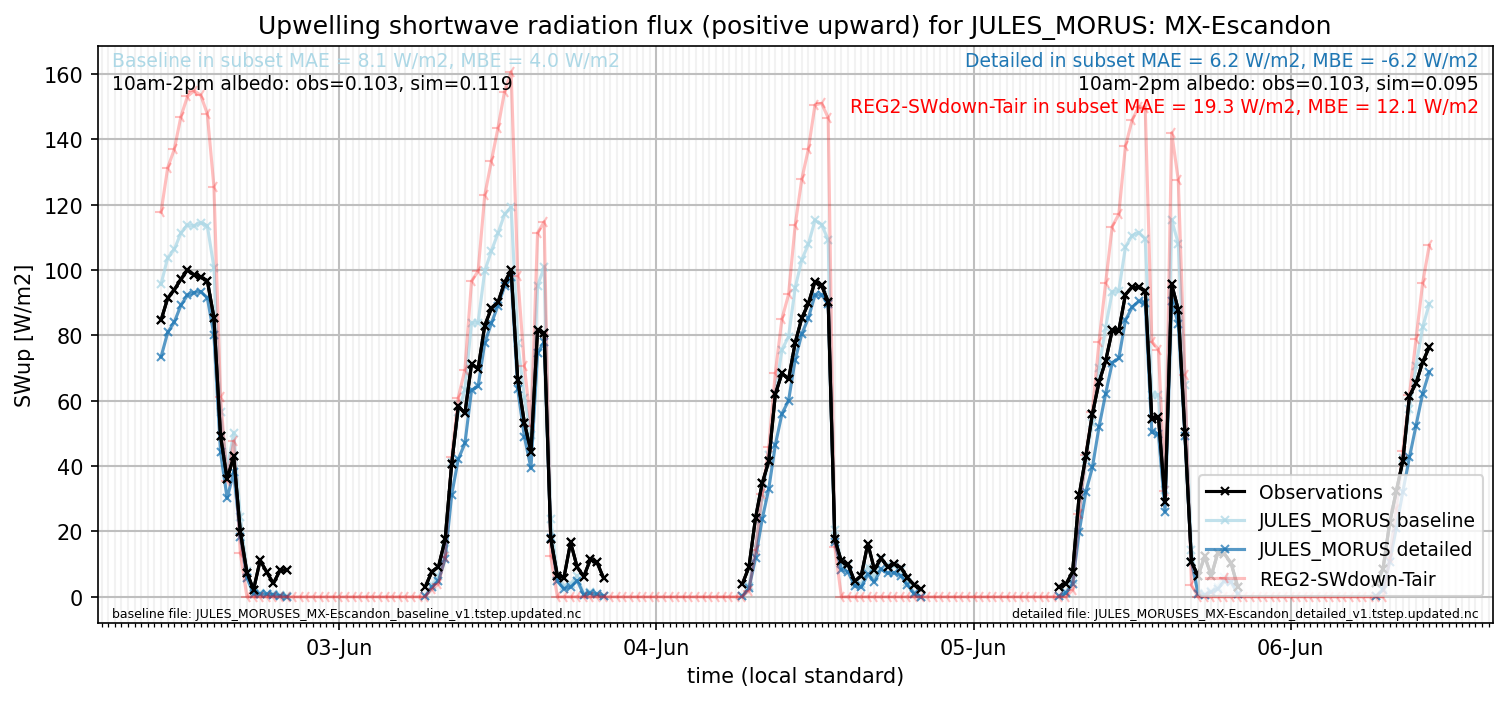 Upwelling shortwave radiation flux (positive upward) for JULES_MORUS: MX-Escandon
Baseline in subset MAE = 8.1 W/m2, MBE = 4.0 W/m2
10am-2pm albedo: obs=0.103, sim=0.119
Detailed in subset MAE = 6.2 W/m2, MBE = -6.2 W/m2
10am-2pm albedo: obs=0.103, sim=0.095
REG2-SWdown-Tair in subset MAE = 19.3 W/m2, MBE = 12.1 W/m2
SWup [W/m2]
160
140
120
100
80
60
40
20
0
Observations
JULES_MORUS baseline
JULES_MORUS detailed
REG2-SWdown-Tair
baseline file: JULES_MORUSES_MX-Escandon_baseline_v1.tstep.updated.nc
detailed file: JULES_MORUSES_MX-Escandon_detailed_v1.tstep.updated.nc
03-Jun
04-Jun
05-Jun
06-Jun
time (local standard)